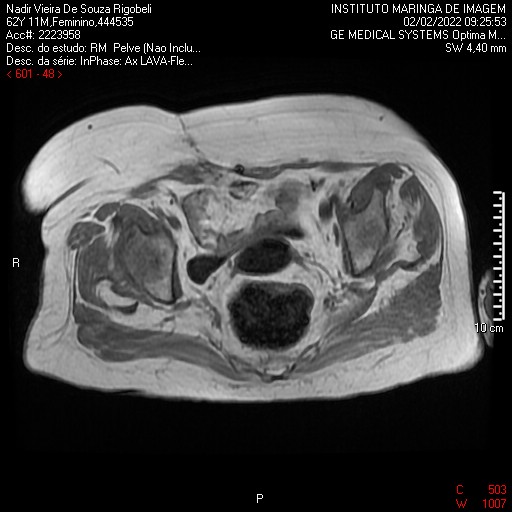 Nadir Vieira De Souza Rigobeli
62Y 11M,Feminino,444535
Acc#: 2223958
Desc. do estudo: RM Pelve (Nao Inclu...
Desc. da série: InPhase: Ax LAVA-Fle...
< 601 - 48 >
INSTITUTO MARINGA DE IMAGEM
02/02/2022 09:25:53
GE MEDICAL SYSTEMS Optima M...
SW 4,40 mm
R
10 cm
P
C 503
W 1007